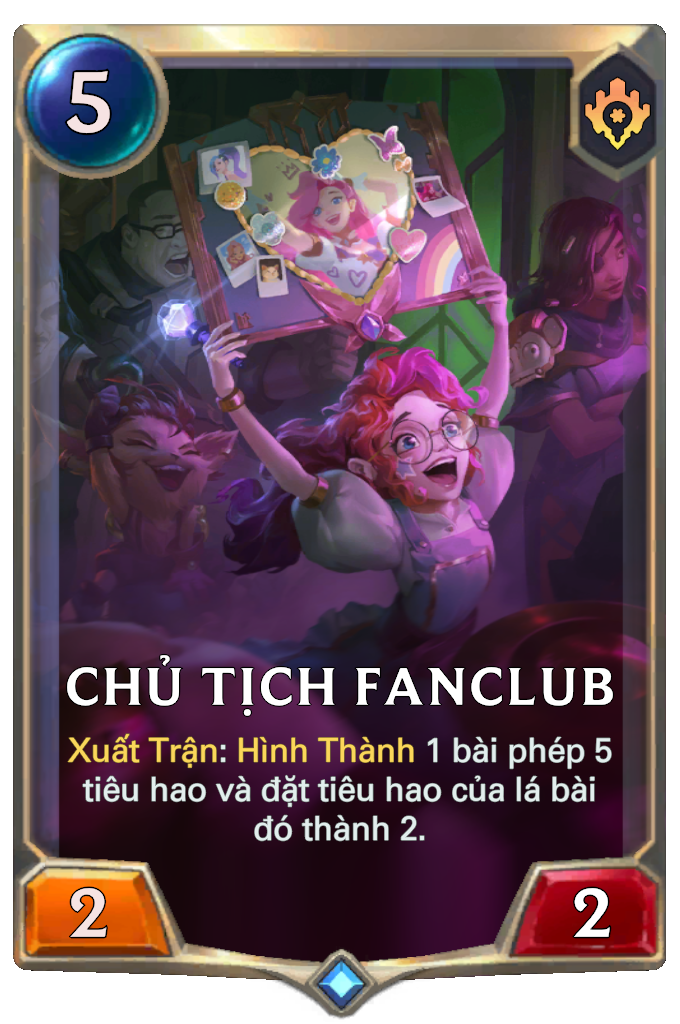 5
CHỦ TỊCH FANCLUB
Xuất Trận: Hình Thành 1 bài phép 5
tiêu hao và đặt tiêu hao của lá bài
đó thành 2.
2
2